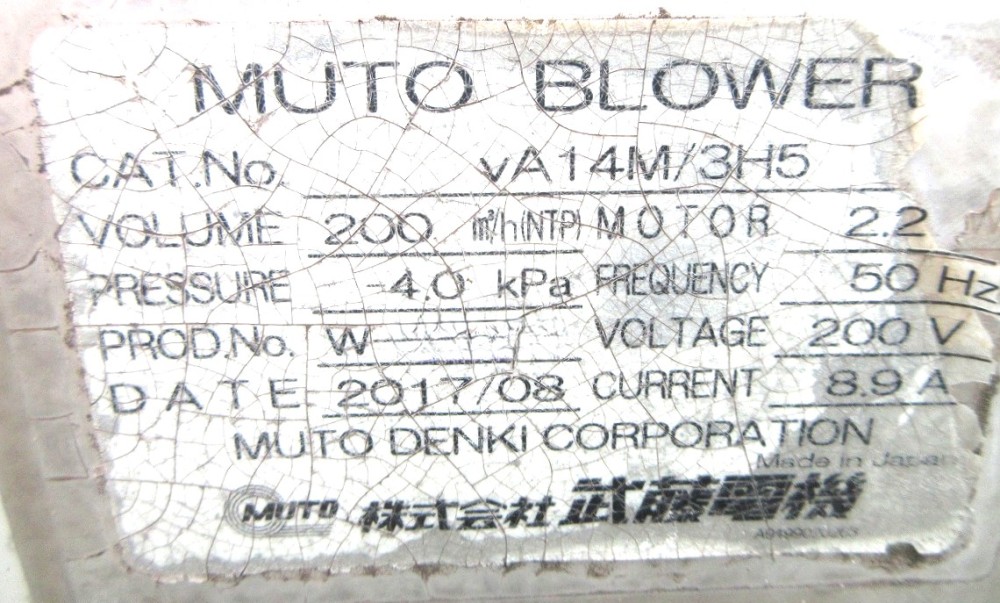 MUTO BLOWER
CAT.No. vA14M/3H5
VOLUME 200 m³/h(NTP) MOTOR 2.2
PRESSURE -4.0 kPa FREQUENCY 50 Hz
PROD.No. W VOLTAGE 200 V
DATE 2017/08 CURRENT 8.9 A
MUTO DENKI CORPORATION
Made in Japan
MUTO 株式会社 武藤電機